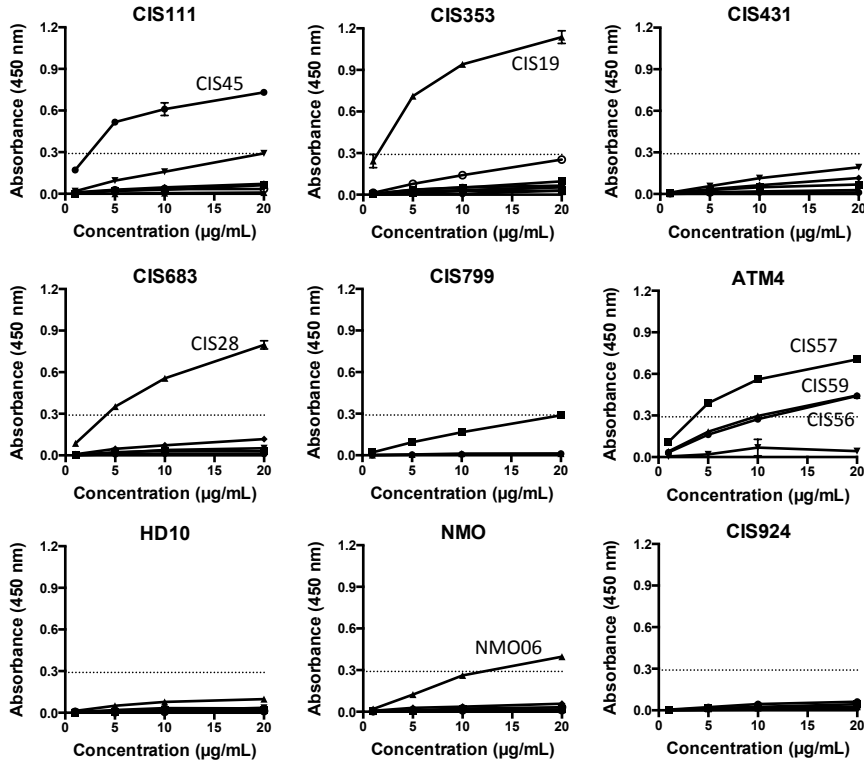 CIS111
Absorbance (450 nm)
1.2
0.9
0.6
0.3
0.0
CIS45
0 5 10 15 20
Concentration (µg/mL)
CIS353
Absorbance (450 nm)
1.2
0.9
0.6
0.3
0.0
CIS19
0 5 10 15 20
Concentration (µg/mL)
CIS431
Absorbance (450 nm)
1.2
0.9
0.6
0.3
0.0
0 5 10 15 20
Concentration (µg/mL)
CIS683
Absorbance (450 nm)
1.2
0.9
0.6
0.3
0.0
CIS28
0 5 10 15 20
Concentration (µg/mL)
CIS799
Absorbance (450 nm)
1.2
0.9
0.6
0.3
0.0
0 5 10 15 20
Concentration (µg/mL)
ATM4
Absorbance (450 nm)
1.2
0.9
0.6
0.3
0.0
CIS57
CIS59
CIS56
0 5 10 15 20
Concentration (µg/mL)
HD10
Absorbance (450 nm)
1.2
0.9
0.6
0.3
0.0
0 5 10 15 20
Concentration (µg/mL)
NMO
Absorbance (450 nm)
1.2
0.9
0.6
0.3
0.0
NMO06
0 5 10 15 20
Concentration (µg/mL)
CIS924
Absorbance (450 nm)
1.2
0.9
0.6
0.3
0.0
0 5 10 15 20
Concentration (µg/mL)